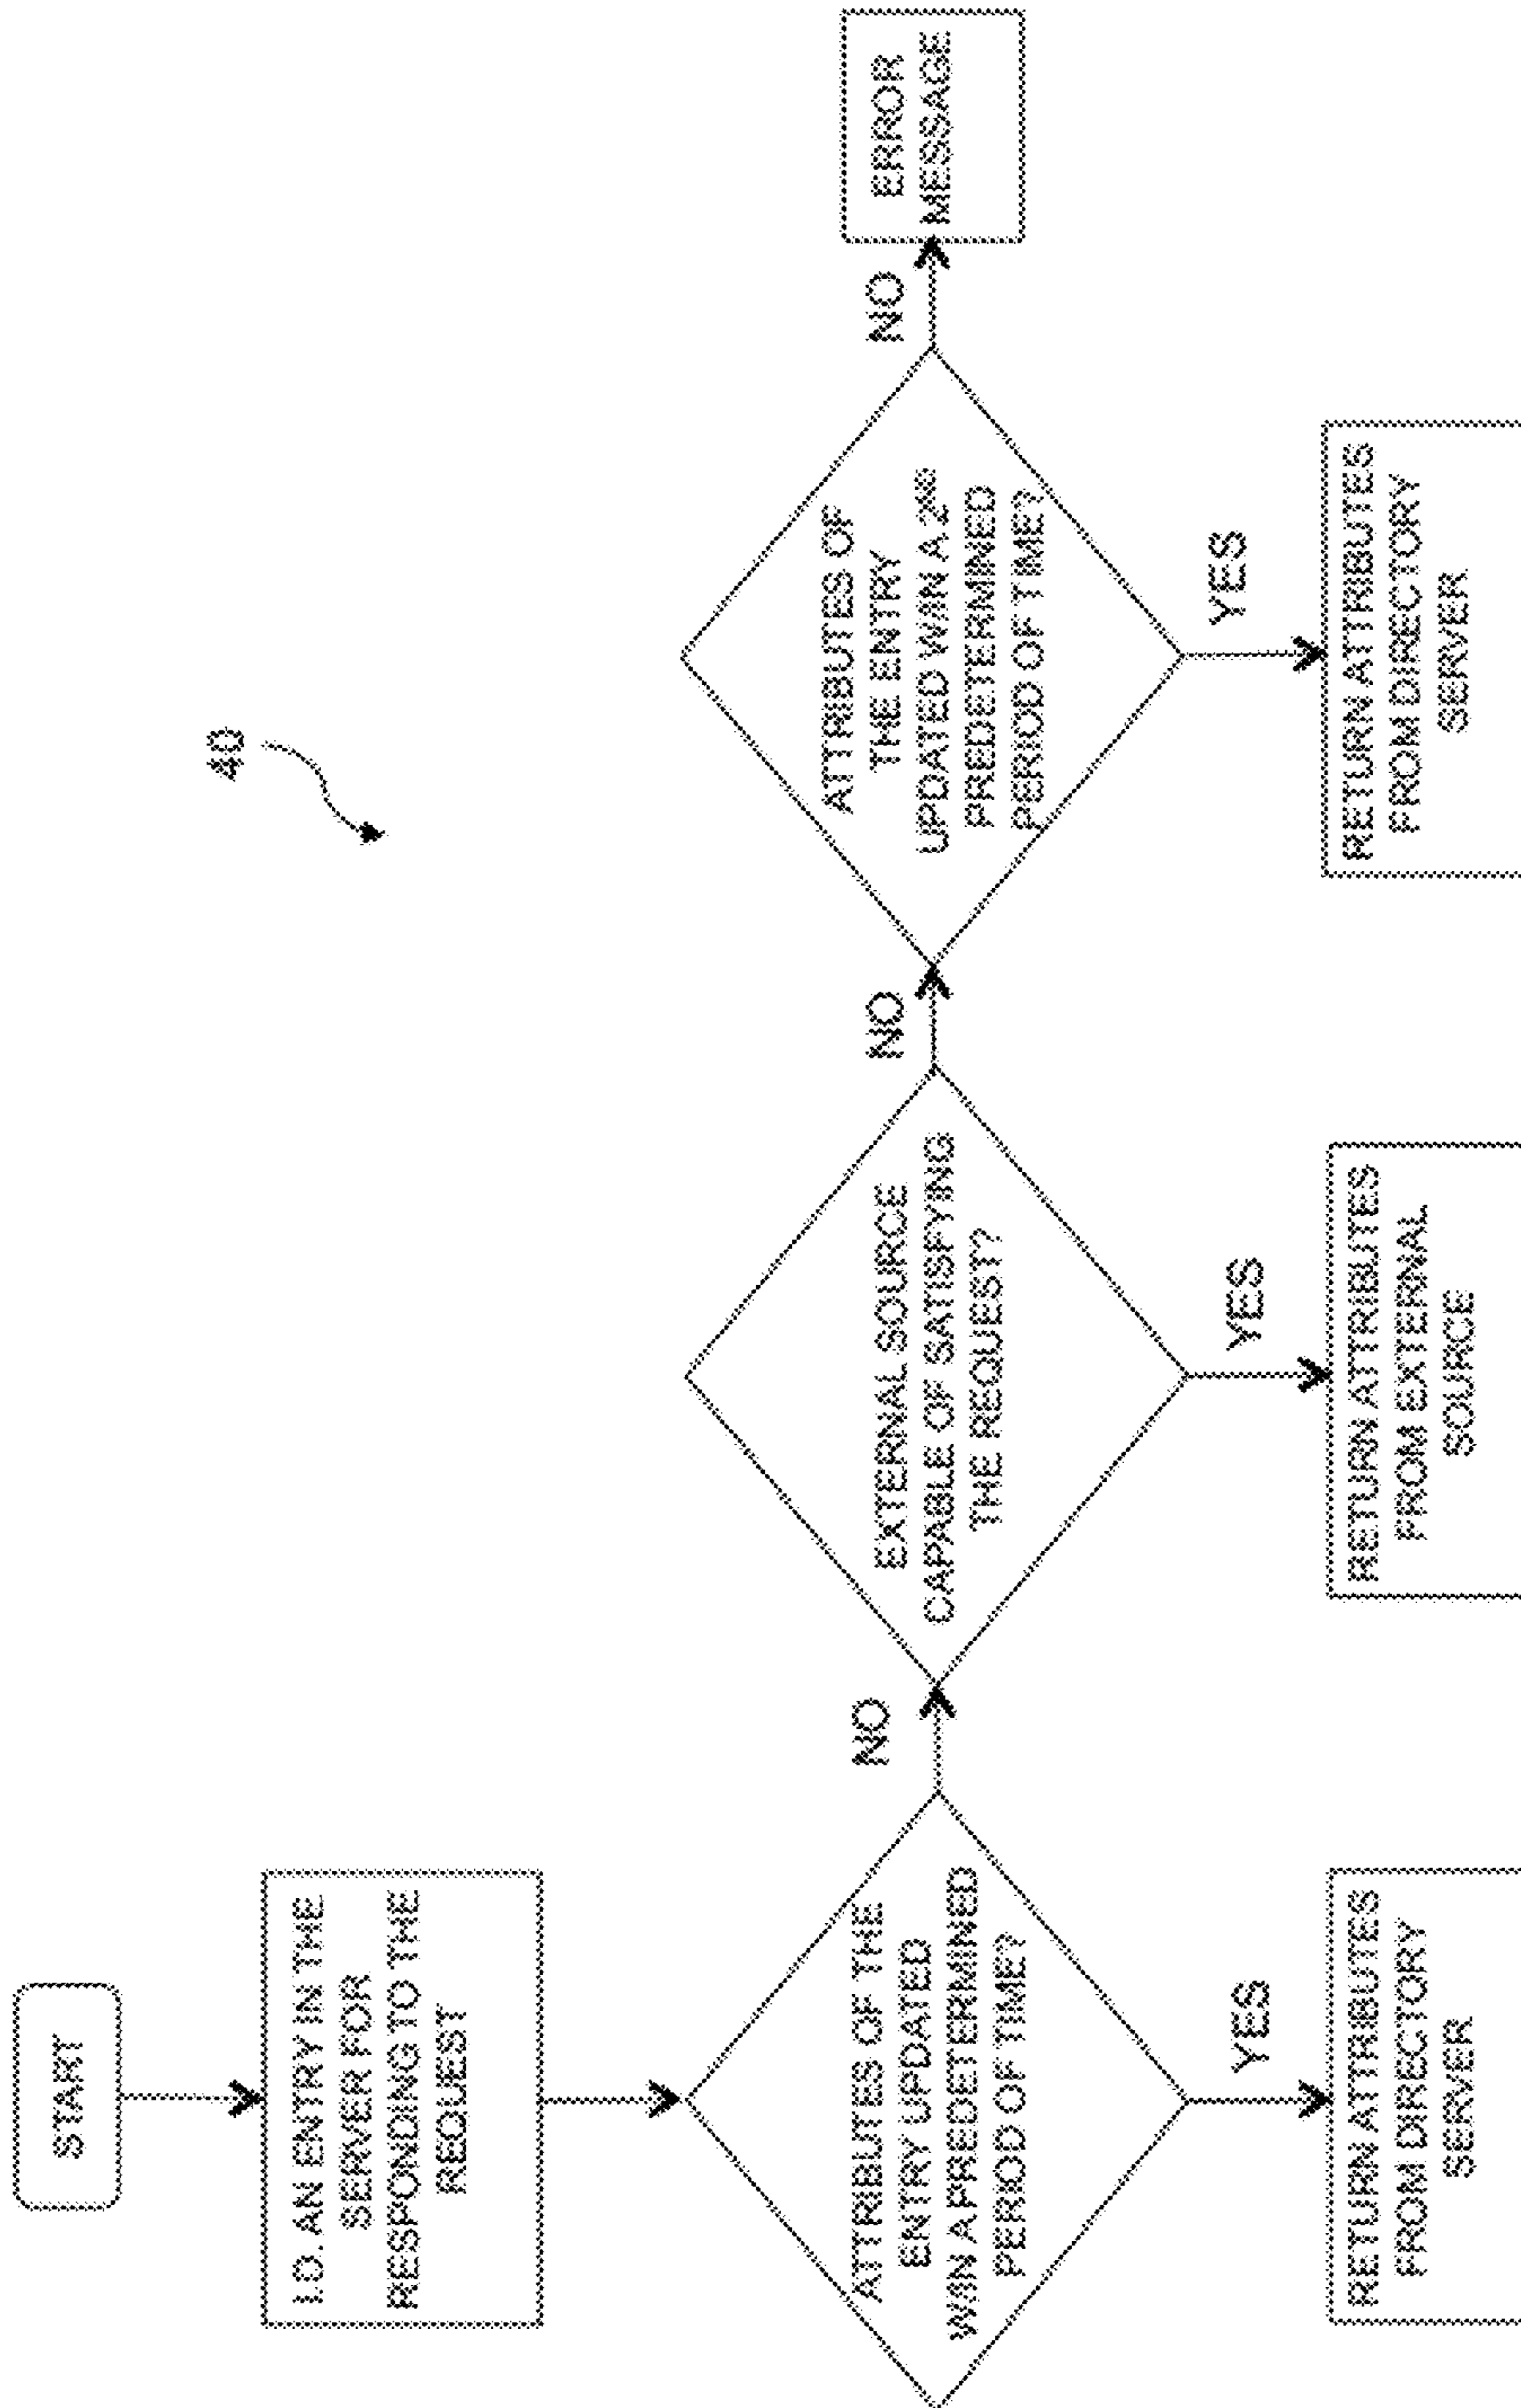 40
START
I.D. AN ENTRY IN THE
SERVER FOR
RESPONDING TO THE
REQUEST
ATTRIBUTES OF THE
ENTRY UPDATED
W/IN A PREDETERMINED
PERIOD OF TIME?
YES
RETURN ATTRIBUTES
FROM DIRECTORY
SERVER
NO
EXTERNAL SOURCE
CAPABLE OF SATISFYING
THE REQUEST?
YES
RETURN ATTRIBUTES
FROM EXTERNAL
SOURCE
NO
ATTRIBUTES OF
THE ENTRY
UPDATED W/IN A 2ND
PREDETERMINED
PERIOD OF TIME?
YES
RETURN ATTRIBUTES
FROM DIRECTORY
SERVER
NO
ERROR
MESSAGE